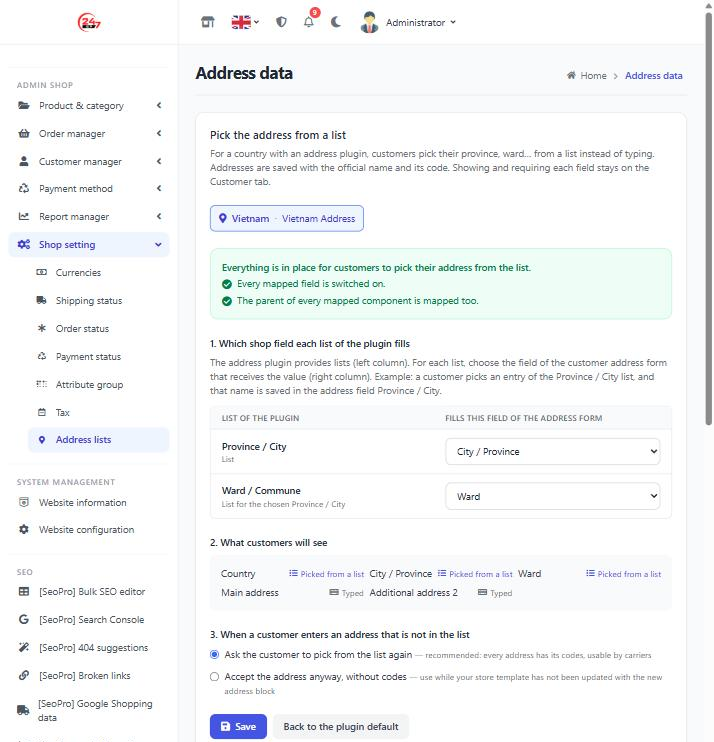 247
9
Administrator
Address data
Home > Address data
ADMIN SHOP
Product & category
Order manager
Customer manager
Payment method
Report manager
Shop setting
Currencies
Shipping status
Order status
Payment status
Attribute group
Tax
Address lists
SYSTEM MANAGEMENT
Website information
Website configuration
SEO
[SeoPro] Bulk SEO editor
[SeoPro] Search Console
[SeoPro] 404 suggestions
[SeoPro] Broken links
[SeoPro] Google Shopping
data
Pick the address from a list
For a country with an address plugin, customers pick their province, ward... from a list instead of typing.
Addresses are saved with the official name and its code. Showing and requiring each field stays on the
Customer tab.
Vietnam · Vietnam Address
Everything is in place for customers to pick their address from the list.
Every mapped field is switched on.
The parent of every mapped component is mapped too.
1. Which shop field each list of the plugin fills
The address plugin provides lists (left column). For each list, choose the field of the customer address form
that receives the value (right column). Example: a customer picks an entry of the Province / City list, and
that name is saved in the address field Province / City.
LIST OF THE PLUGIN FILLS THIS FIELD OF THE ADDRESS FORM
Province / City
List
City / Province
Ward / Commune
List for the chosen Province / City
Ward
2. What customers will see
Country Picked from a list City / Province Picked from a list Ward Picked from a list
Main address Typed Additional address 2 Typed
3. When a customer enters an address that is not in the list
Ask the customer to pick from the list again — recommended: every address has its codes, usable by carriers
Accept the address anyway, without codes — use while your store template has not been updated with the new
address block
Save Back to the plugin default